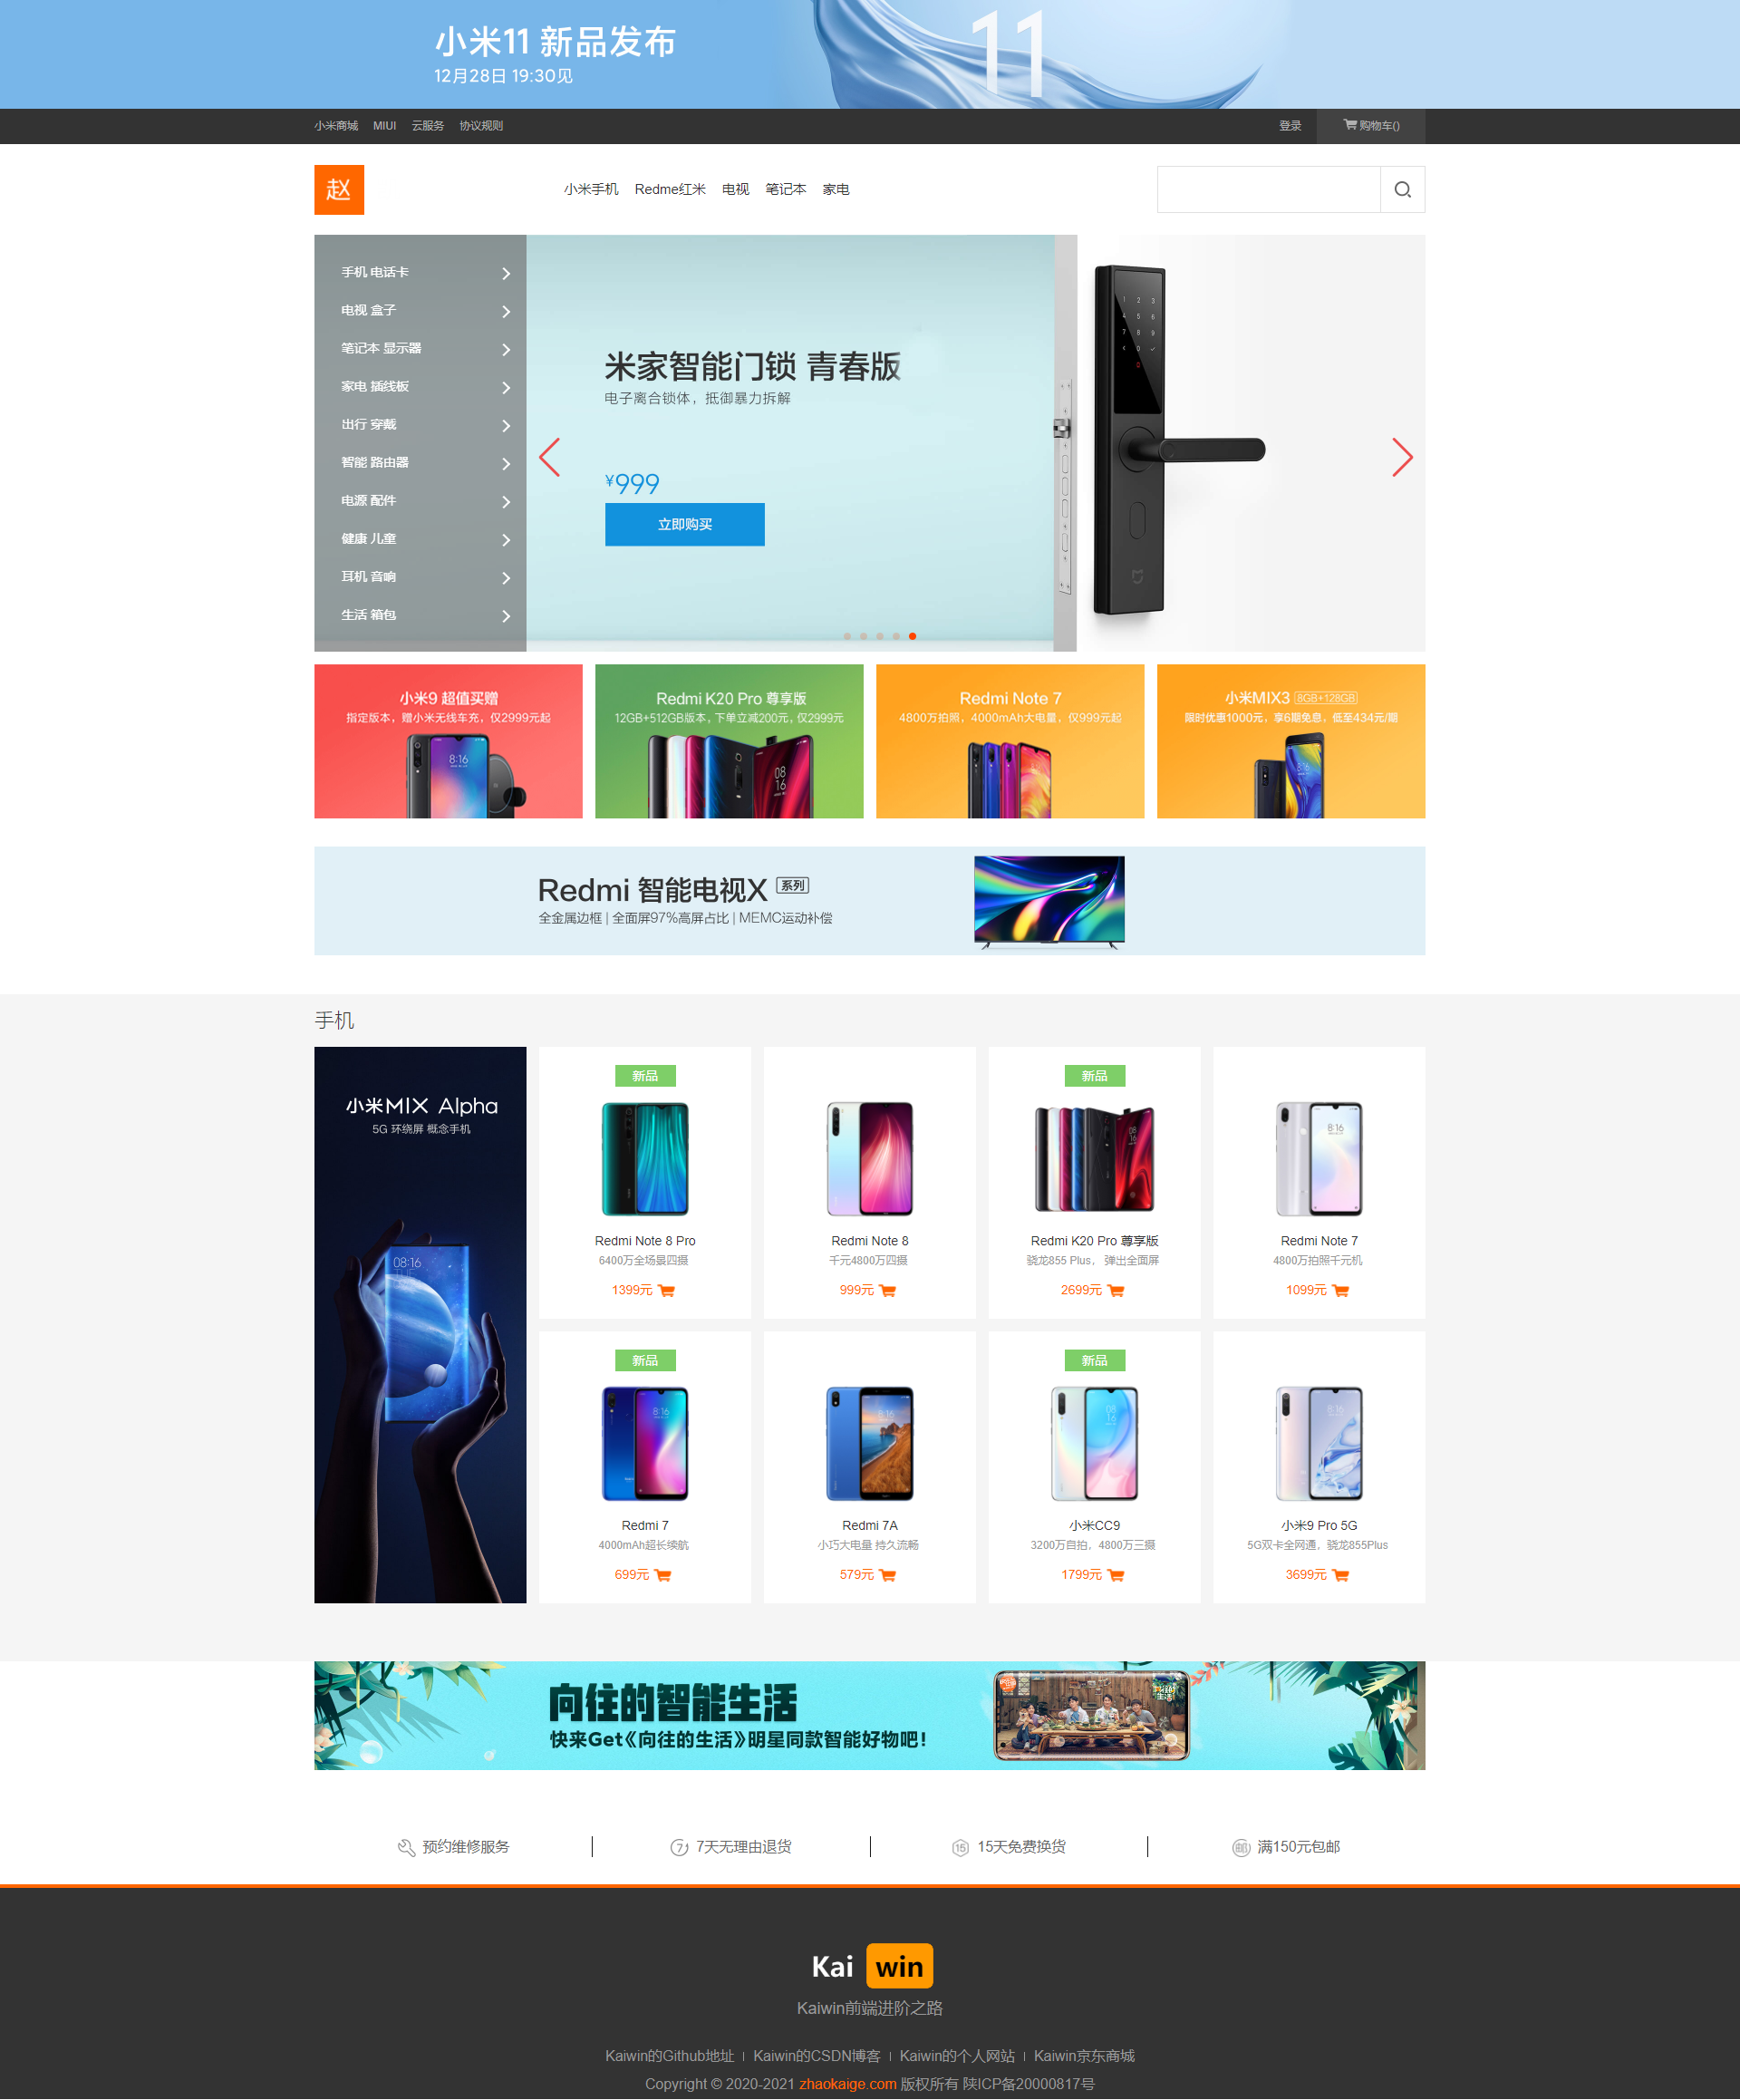 小米11 新品发布
12月28日 19:30见
11
小米商城 MIUI 云服务 协议规则 登录 购物车()
赵
小米手机 Redme红米 电视 笔记本 家电
手机 电话卡
电视 盒子
笔记本 显示器
家电 插线板
出行 穿戴
智能 路由器
电源 配件
健康 儿童
耳机 音响
生活 箱包
米家智能门锁 青春版
电子离合锁体，抵御暴力拆解
¥999
立即购买
小米9 超值买赠
指定版本，赠小米无线车充，仅2999元起
8:16
Redmi K20 Pro 尊享版
12GB+512GB版本，下单立减200元，仅2999元
08
16
Redmi Note 7
4800万拍照，4000mAh大电量，仅999元起
小米MIX3 8GB+128GB
限时优惠1000元，享6期免息，低至434元/期
8:16
Redmi 智能电视X 系列
全金属边框 | 全面屏97%高屏占比 | MEMC运动补偿
手机
小米MIX Alpha
5G 环绕屏 概念手机
08:16
TUE
新品
Redmi Note 8 Pro
6400万全场景四摄
1399元
Redmi Note 8
千元4800万四摄
999元
新品
08
16
Redmi K20 Pro 尊享版
骁龙855 Plus， 弹出全面屏
2699元
8:16
Redmi Note 7
4800万拍照千元机
1099元
新品
8:16
Redmi 7
4000mAh超长续航
699元
8:16
Redmi 7A
小巧大电量 持久流畅
579元
新品
08
16
小米CC9
3200万自拍，4800万三摄
1799元
8:16
小米9 Pro 5G
5G双卡全网通，骁龙855Plus
3699元
向往的智能生活
快来Get《向往的生活》明星同款智能好物吧！
预约维修服务
7天无理由退货
15天免费换货
满150元包邮
Kai win
Kaiwin前端进阶之路
Kaiwin的Github地址 | Kaiwin的CSDN博客 | Kaiwin的个人网站 | Kaiwin京东商城
Copyright © 2020-2021 zhaokaige.com 版权所有 陕ICP备20000817号